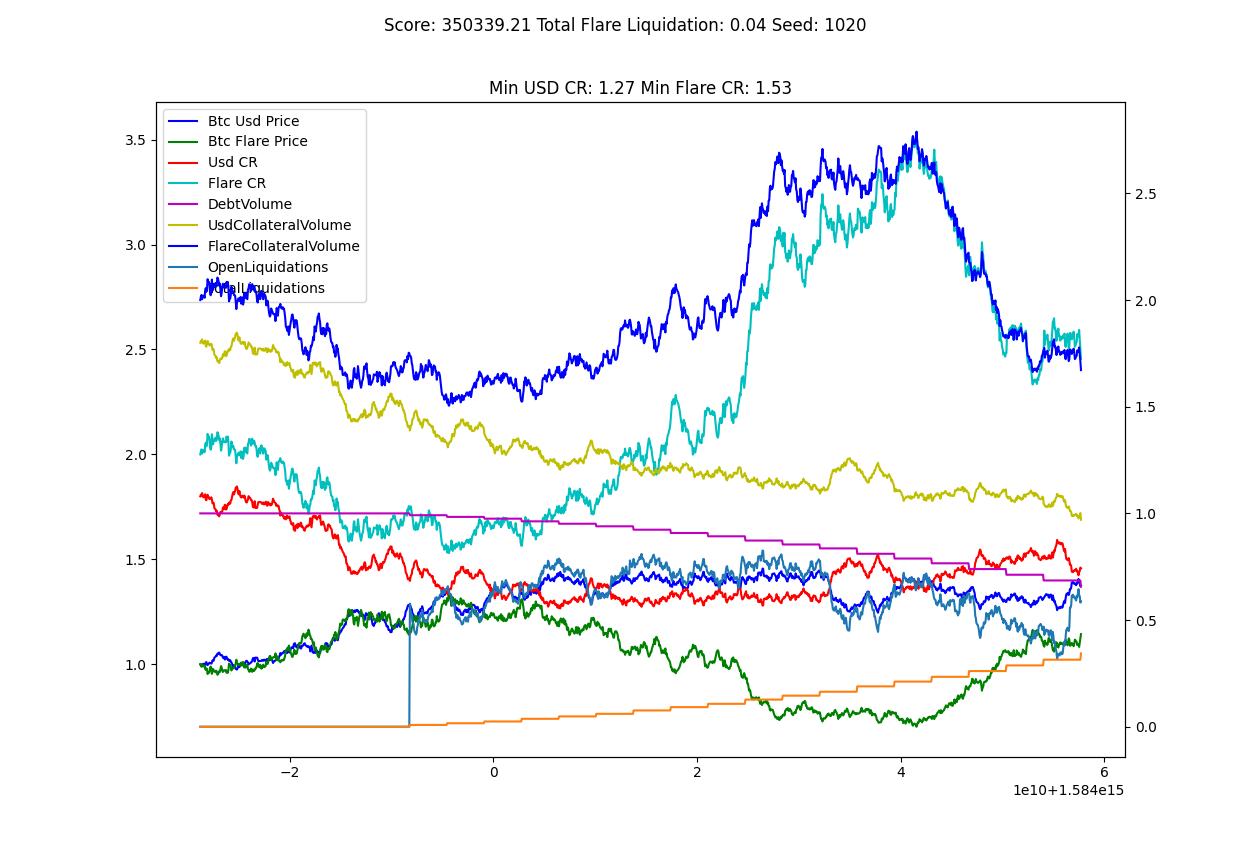 Score: 350339.21 Total Flare Liquidation: 0.04 Seed: 1020
Min USD CR: 1.27 Min Flare CR: 1.53
Btc Usd Price
Btc Flare Price
Usd CR
Flare CR
DebtVolume
UsdCollateralVolume
FlareCollateralVolume
OpenLiquidations
TotalLiquidations
3.5
3.0
2.5
2.0
1.5
1.0
2.5
2.0
1.5
1.0
0.5
0.0
−2
0
2
4
6
1e10+1.584e15